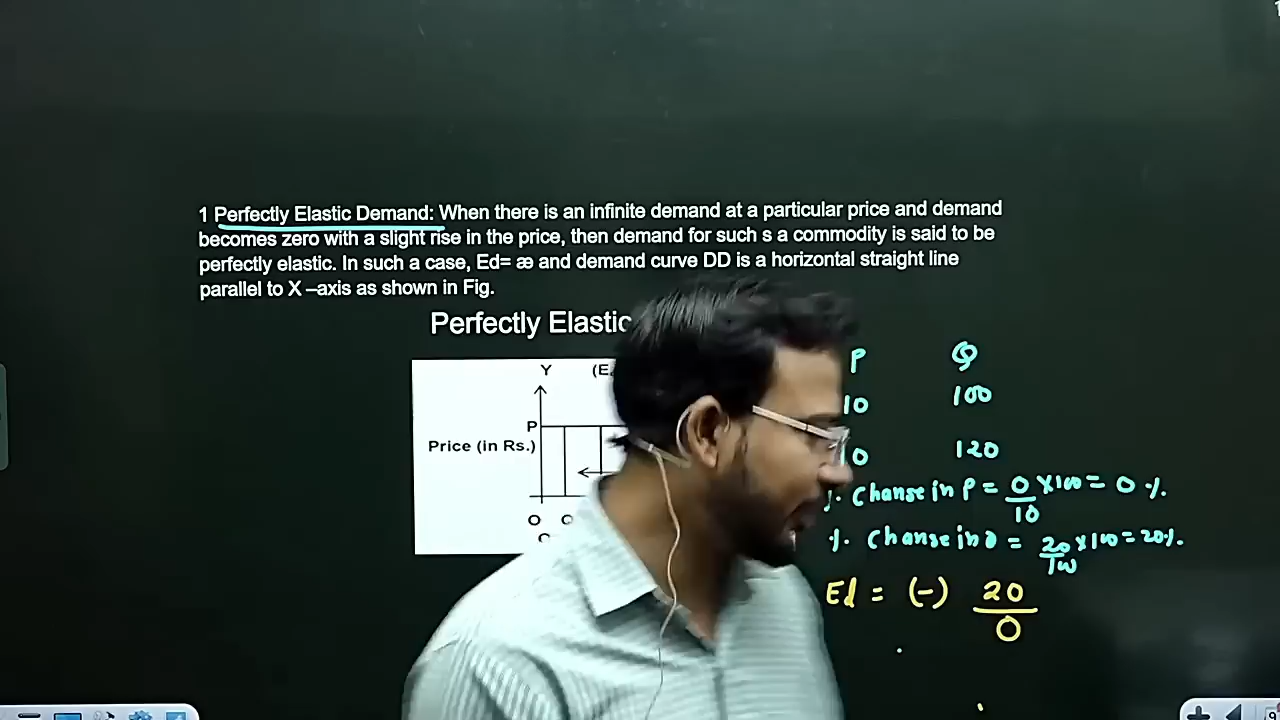 1 Perfectly Elastic Demand: When there is an infinite demand at a particular price and demand
becomes zero with a slight rise in the price, then demand for such s a commodity is said to be
perfectly elastic. In such a case, Ed= æ and demand curve DD is a horizontal straight line
parallel to X –axis as shown in Fig.
Perfectly Elastic
Y (E
P
Price (in Rs.)
O
P Q
10 100
10 120
%. Change in P = 0/10 X100 = 0 %.
%. Change in Q = 20/100 X100 = 20%.
Ed = (-) 20/0